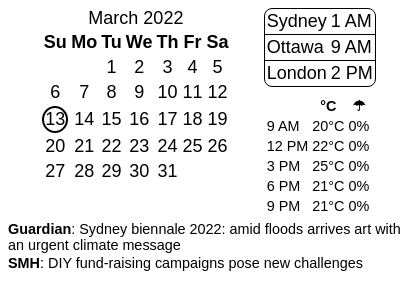 March 2022
Su Mo Tu We Th Fr Sa
1 2 3 4 5
6 7 8 9 10 11 12
13 14 15 16 17 18 19
20 21 22 23 24 25 26
27 28 29 30 31
Sydney 1 AM
Ottawa 9 AM
London 2 PM
°C ☂
9 AM 20°C 0%
12 PM 22°C 0%
3 PM 25°C 0%
6 PM 21°C 0%
9 PM 21°C 0%
Guardian: Sydney biennale 2022: amid floods arrives art with
an urgent climate message
SMH: DIY fund-raising campaigns pose new challenges